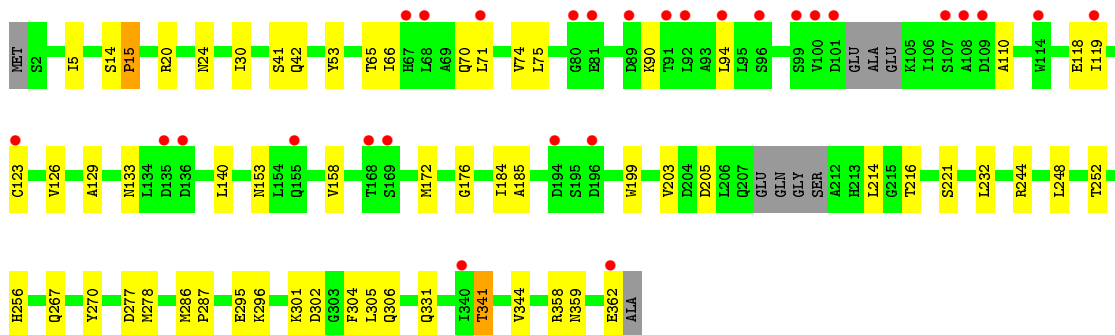 MET S2 I5 S14 P15 R20 N24 I30 S41 Q42 Y53 T65 I66 H67 L68 A69 Q70 L71 V74 L75 G80 E81 D89 K90 T91 L92 A93 L94 L95 S96 S99 V100 D101 GLU ALA GLU K105 I106 S107 A108 D109 A110 W114 E118 I119
C123 V126 A129 N133 L134 D135 D136 L140 N153 L154 Q155 V158 T168 S169 M172 G176 I184 A185 D194 S195 D196 W199 V203 D204 D205 L206 Q207 GLU GLN GLY SER A212 H213 L214 G215 T216 S221 L232 R244 L248 T252
H256 Q267 Y270 D277 M278 M286 P287 E295 K296 K301 D302 G303 F304 L305 Q306 Q331 I340 T341 V344 R358 N359 E362 ALA